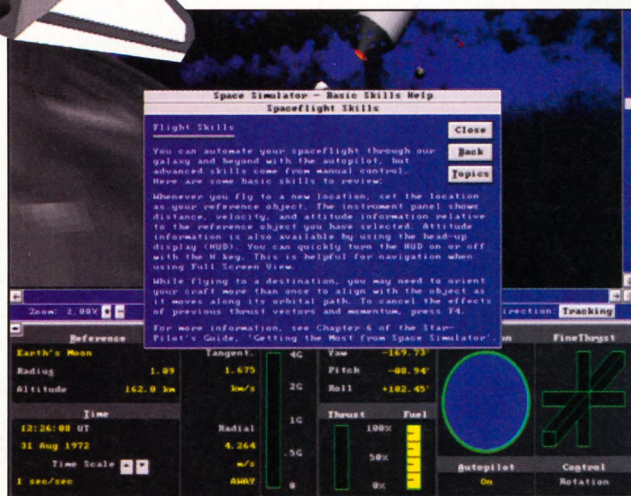 Space Simulator - Basic Skills Help
Spaceflight Skills
Flight Skills
Close
Back
Topics
You can automate your spaceflight through our
galaxy and beyond with the autopilot, but
advanced skills come from manual control.
Here are some basic skills to review:
Whenever you fly to a new location, set the location
as your reference object. The instrument panel shows
distance, velocity, and attitude information relative
to the reference object you have selected. Attitude
information is also available by using the head-up
display (HUD). You can quickly turn the HUD on or off
with the H key. This is helpful for navigation when
using Full Screen View.
While flying to a destination, you may need to orient
your craft more than once to align with the object as
it moves along its orbital path. To cancel the effects
of previous thrust vectors and momentum, press F4.
For more information, see Chapter 6 of the Star-
Pilot's Guide, 'Getting the Most from Space Simulator'.
Zoom: 2.00X + -
irection: Tracking
Reference
Earth's Moon
Radius 1.09
Altitude 162.0 km
Time
12:26:08 UT
31 Aug 1972
Time Scale
1 sec/sec
Tangent.
1.675
km/s
Radial
4.264
m/s
AWAY
4G
2G
1G
.5G
0
Yaw -169.73°
Pitch -08.94°
Roll +102.45°
Thrust Fuel
100%
50%
0%
on
FineThrust
Autopilot
On
Control
Rotation